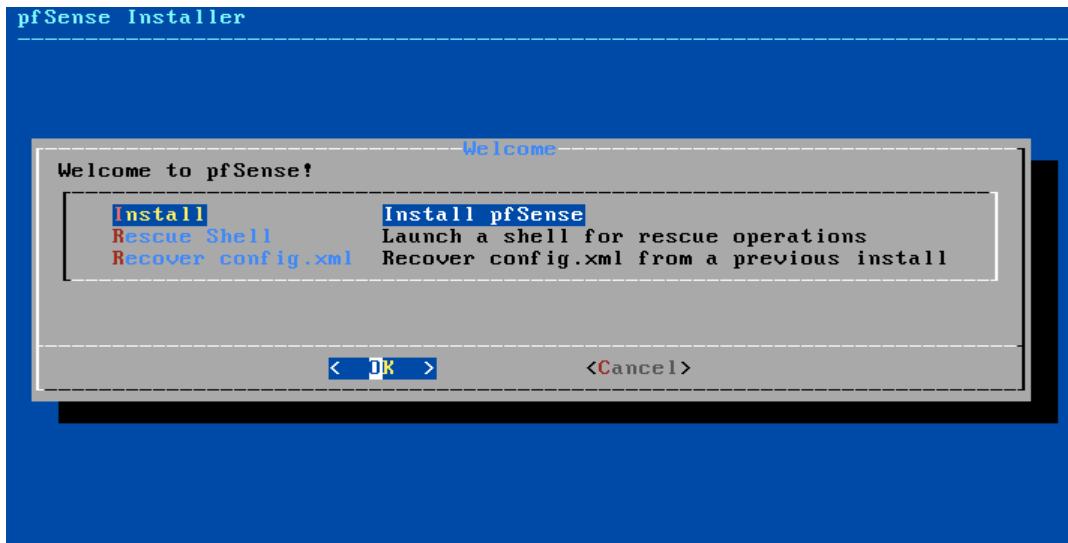 pfSense Installer
Welcome
Welcome to pfSense!
Install Install pfSense
Rescue Shell Launch a shell for rescue operations
Recover config.xml Recover config.xml from a previous install
< OK > <Cancel>